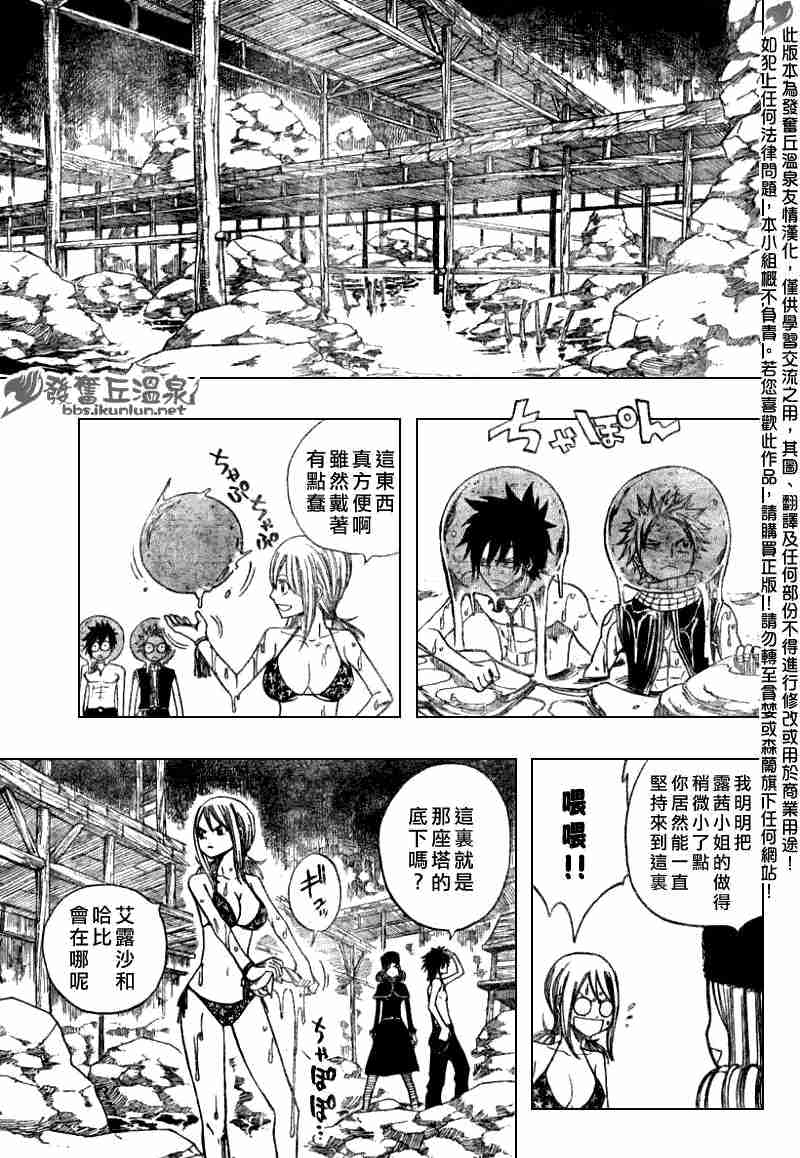 此版本為發奮丘溫泉友情漢化，僅供學習交流之用，其圖、翻譯及任何部份不得進行修改或用於商業用途！
如犯上任何法律問題，本小組概不負責。若您喜歡此作品，請購買正版!!請勿轉至貪婪或森蘭旗下任何網站!!
發奮丘溫泉
bbs.ikunlun.net
ちゃぽん
這東西
真方便啊
雖然戴著
有點蠢
ちゃぷ
ちゃぷ
我明明把
露茜小姐的做得
稍微小了點
你居然能一直
堅持來到這裏
喂喂!!
這裏就是
那座塔的
底下嗎？
ギュ
ちゃぽぽ…
艾露沙和
哈比
會在哪呢